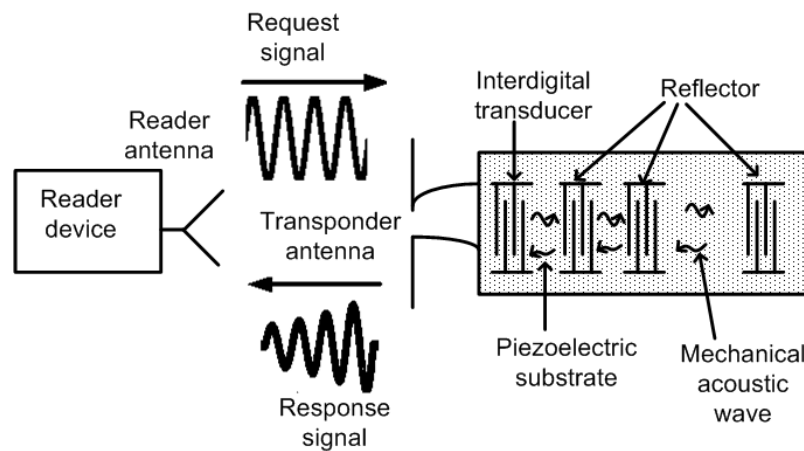 Request
signal
Interdigital
transducer
Reflector
Reader
antenna
Reader
device
Transponder
antenna
Piezoelectric
substrate
Mechanical
acoustic
wave
Response
signal